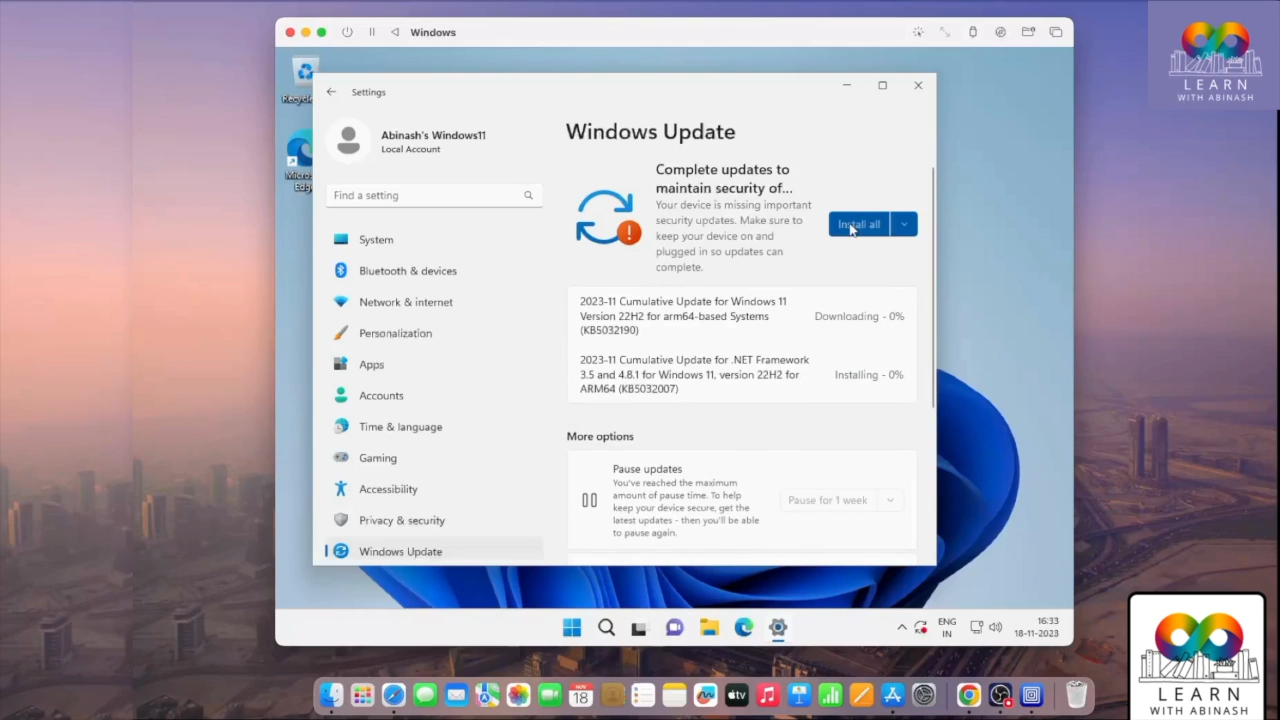 Windows
LEARN
WITH ABINASH
Settings
Abinash's Windows11
Local Account
Find a setting
System
Bluetooth & devices
Network & internet
Personalization
Apps
Accounts
Time & language
Gaming
Accessibility
Privacy & security
Windows Update
Windows Update
Complete updates to
maintain security of...
Your device is missing important
security updates. Make sure to
keep your device on and
plugged in so updates can
complete.
Install all
2023-11 Cumulative Update for Windows 11
Version 22H2 for arm64-based Systems
(KB5032190)
Downloading - 0%
2023-11 Cumulative Update for .NET Framework
3.5 and 4.8.1 for Windows 11, version 22H2 for
ARM64 (KB5032007)
Installing - 0%
More options
Pause updates
You've reached the maximum
amount of pause time. To help
keep your device secure, get the
latest updates - then you'll be able
to pause again.
Pause for 1 week
ENG
IN
16:33
18-11-2023
NOV
18
tv
LEARN
WITH ABINASH